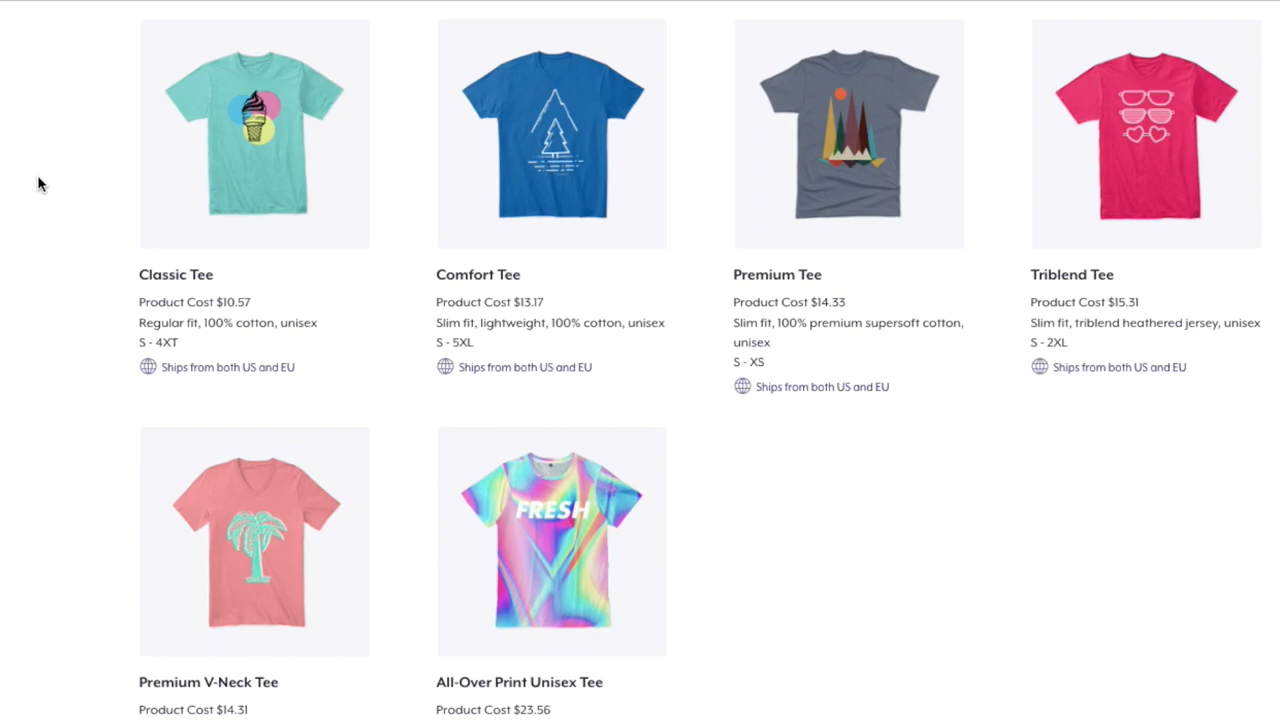 FRESH
Classic Tee
Product Cost $10.57
Regular fit, 100% cotton, unisex
S - 4XT
Ships from both US and EU
Comfort Tee
Product Cost $13.17
Slim fit, lightweight, 100% cotton, unisex
S - 5XL
Ships from both US and EU
Premium Tee
Product Cost $14.33
Slim fit, 100% premium supersoft cotton,
unisex
S - XS
Ships from both US and EU
Triblend Tee
Product Cost $15.31
Slim fit, triblend heathered jersey, unisex
S - 2XL
Ships from both US and EU
Premium V-Neck Tee
Product Cost $14.31
All-Over Print Unisex Tee
Product Cost $23.56